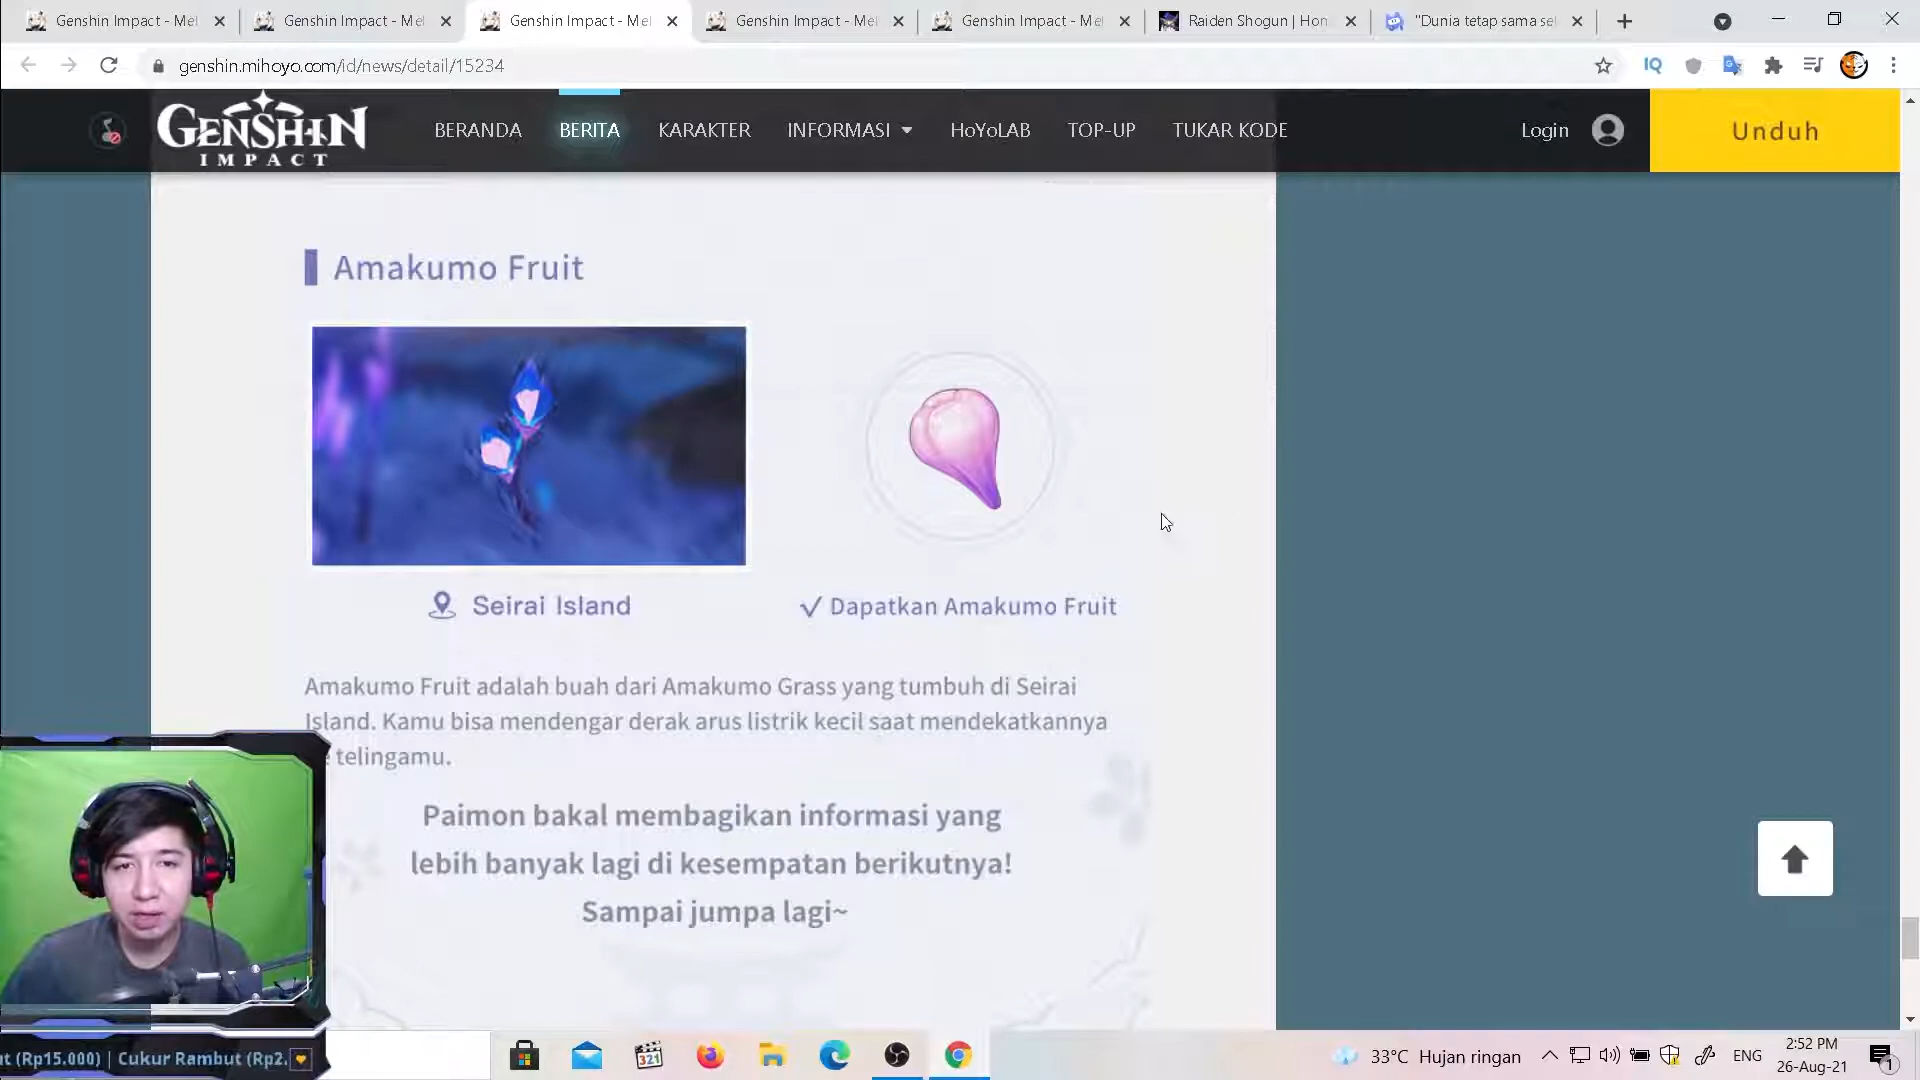 Genshin Impact - Mel
Genshin Impact - Mel
Genshin Impact - Mel
Genshin Impact - Mel
Genshin Impact - Mel
Raiden Shogun | Hon
"Dunia tetap sama sel
genshin.mihoyo.com/id/news/detail/15234
IQ
GENSHIN
IMPACT
BERANDA
BERITA
KARAKTER
INFORMASI
HoYoLAB
TOP-UP
TUKAR KODE
Login
Unduh
Amakumo Fruit
Seirai Island
Dapatkan Amakumo Fruit
Amakumo Fruit adalah buah dari Amakumo Grass yang tumbuh di Seirai
Island. Kamu bisa mendengar derak arus listrik kecil saat mendekatkannya
telingamu.
Paimon bakal membagikan informasi yang
lebih banyak lagi di kesempatan berikutnya!
Sampai jumpa lagi~
ut (Rp15.000) | Cukur Rambut (Rp2.
321
33°C Hujan ringan
ENG
2:52 PM
26-Aug-21
1